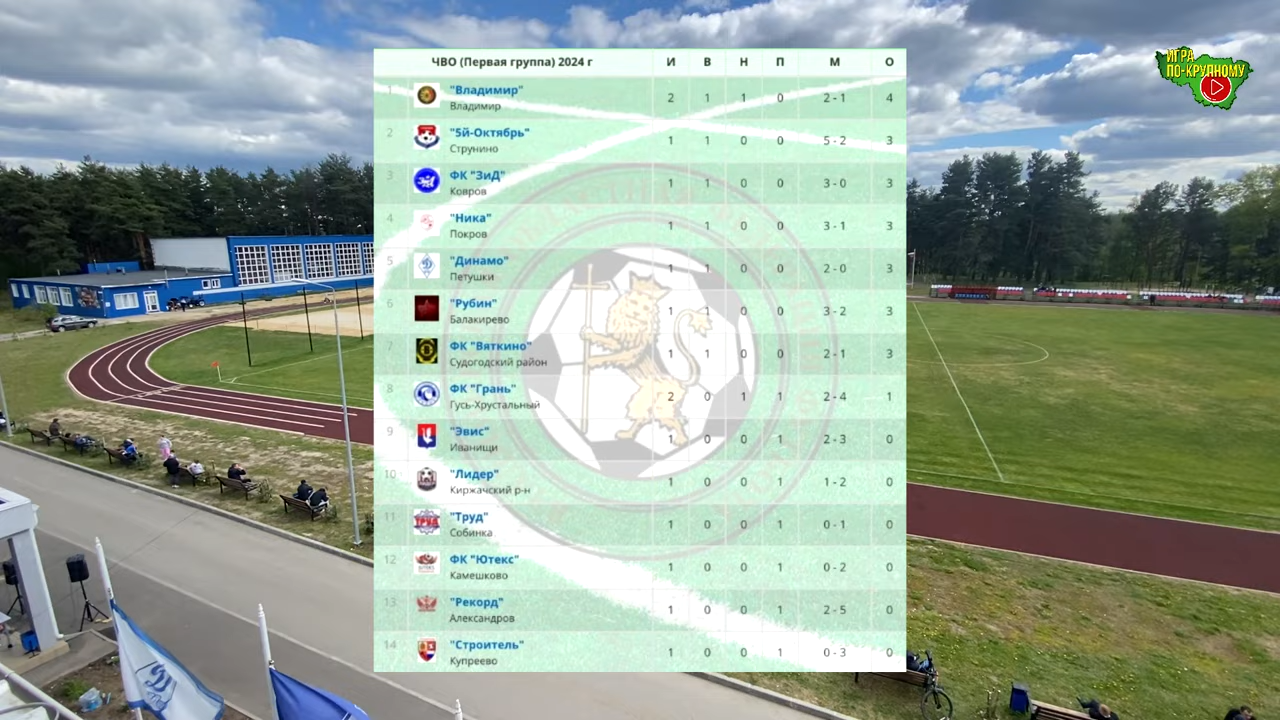 ИГРА
ПО-КРУПНОМУ
ЧВО (Первая группа) 2024 г И В Н П М О
1 "Владимир" 2 1 1 0 2 - 1 4
Владимир
2 "5й-Октябрь" 1 1 0 0 5 - 2 3
Струнино
3 ФК "ЗиД" 1 1 0 0 3 - 0 3
Ковров
4 "Ника" 1 1 0 0 3 - 1 3
Покров
5 "Динамо" 1 1 0 0 2 - 0 3
Петушки
6 "Рубин" 1 1 0 0 3 - 2 3
Балакирево
7 ФК "Вяткино" 1 1 0 0 2 - 1 3
Судогодский район
8 ФК "Грань" 2 0 1 1 2 - 4 1
Гусь-Хрустальный
9 "Эвис" 1 0 0 1 2 - 3 0
Иванищи
10 "Лидер" 1 0 0 1 1 - 2 0
Киржачский р-н
11 "Труд" 1 0 0 1 0 - 1 0
Собинка
12 ФК "Ютекс" 1 0 0 1 0 - 2 0
Камешково
13 "Рекорд" 1 0 0 1 2 - 5 0
Александров
14 "Строитель" 1 0 0 1 0 - 3 0
Купреево